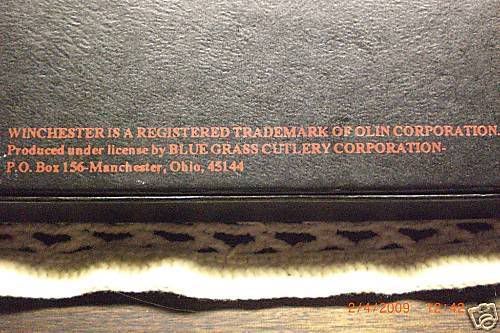 WINCHESTER IS A REGISTERED TRADEMARK OF OLIN CORPORATION.
Produced under license by BLUE GRASS CUTLERY CORPORATION-
P.O. Box 156-Manchester, Ohio, 45144
2/4/2009 12:42